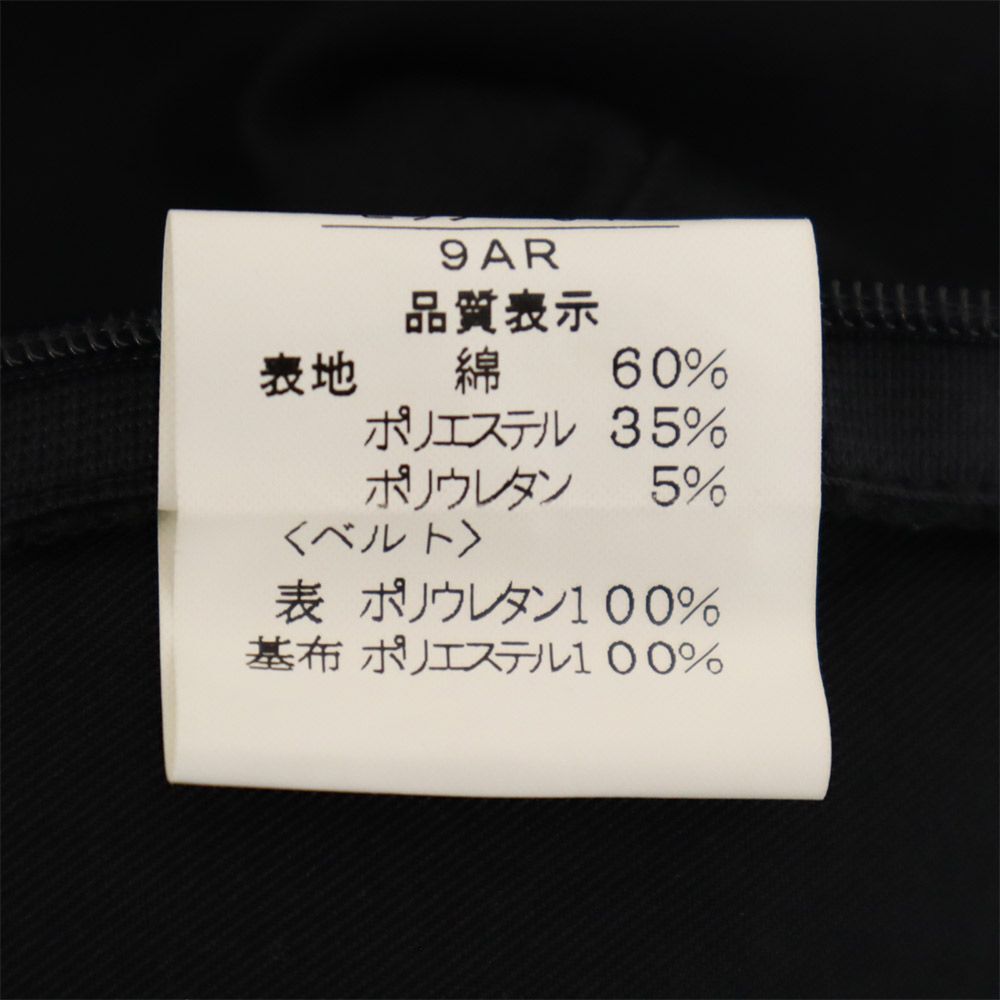 9AR
品質表示
表地 綿 60%
ポリエステル 35%
ポリウレタン 5%
〈ベルト〉
表 ポリウレタン100%
基布 ポリエステル100%